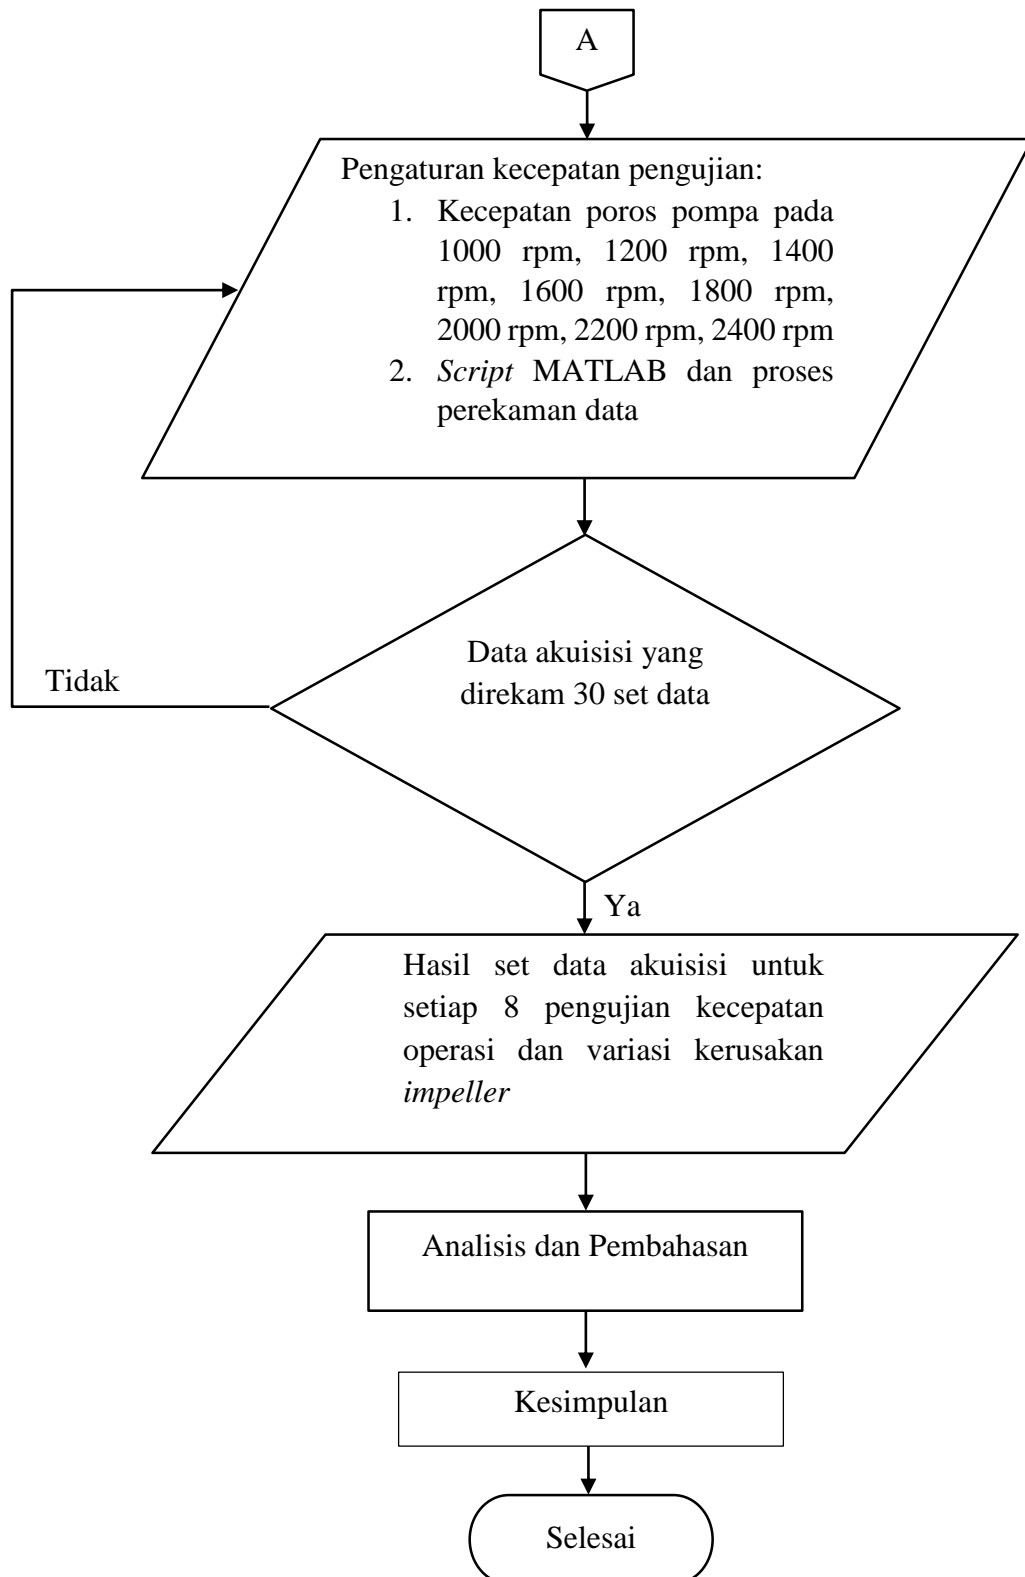 A
Pengaturan kecepatan pengujian:
1. Kecepatan poros pompa pada
1000 rpm, 1200 rpm, 1400
rpm, 1600 rpm, 1800 rpm,
2000 rpm, 2200 rpm, 2400 rpm
2. Script MATLAB dan proses
perekaman data
Data akuisisi yang
direkam 30 set data
Tidak
Ya
Hasil set data akuisisi untuk
setiap 8 pengujian kecepatan
operasi dan variasi kerusakan
impeller
Analisis dan Pembahasan
Kesimpulan
Selesai